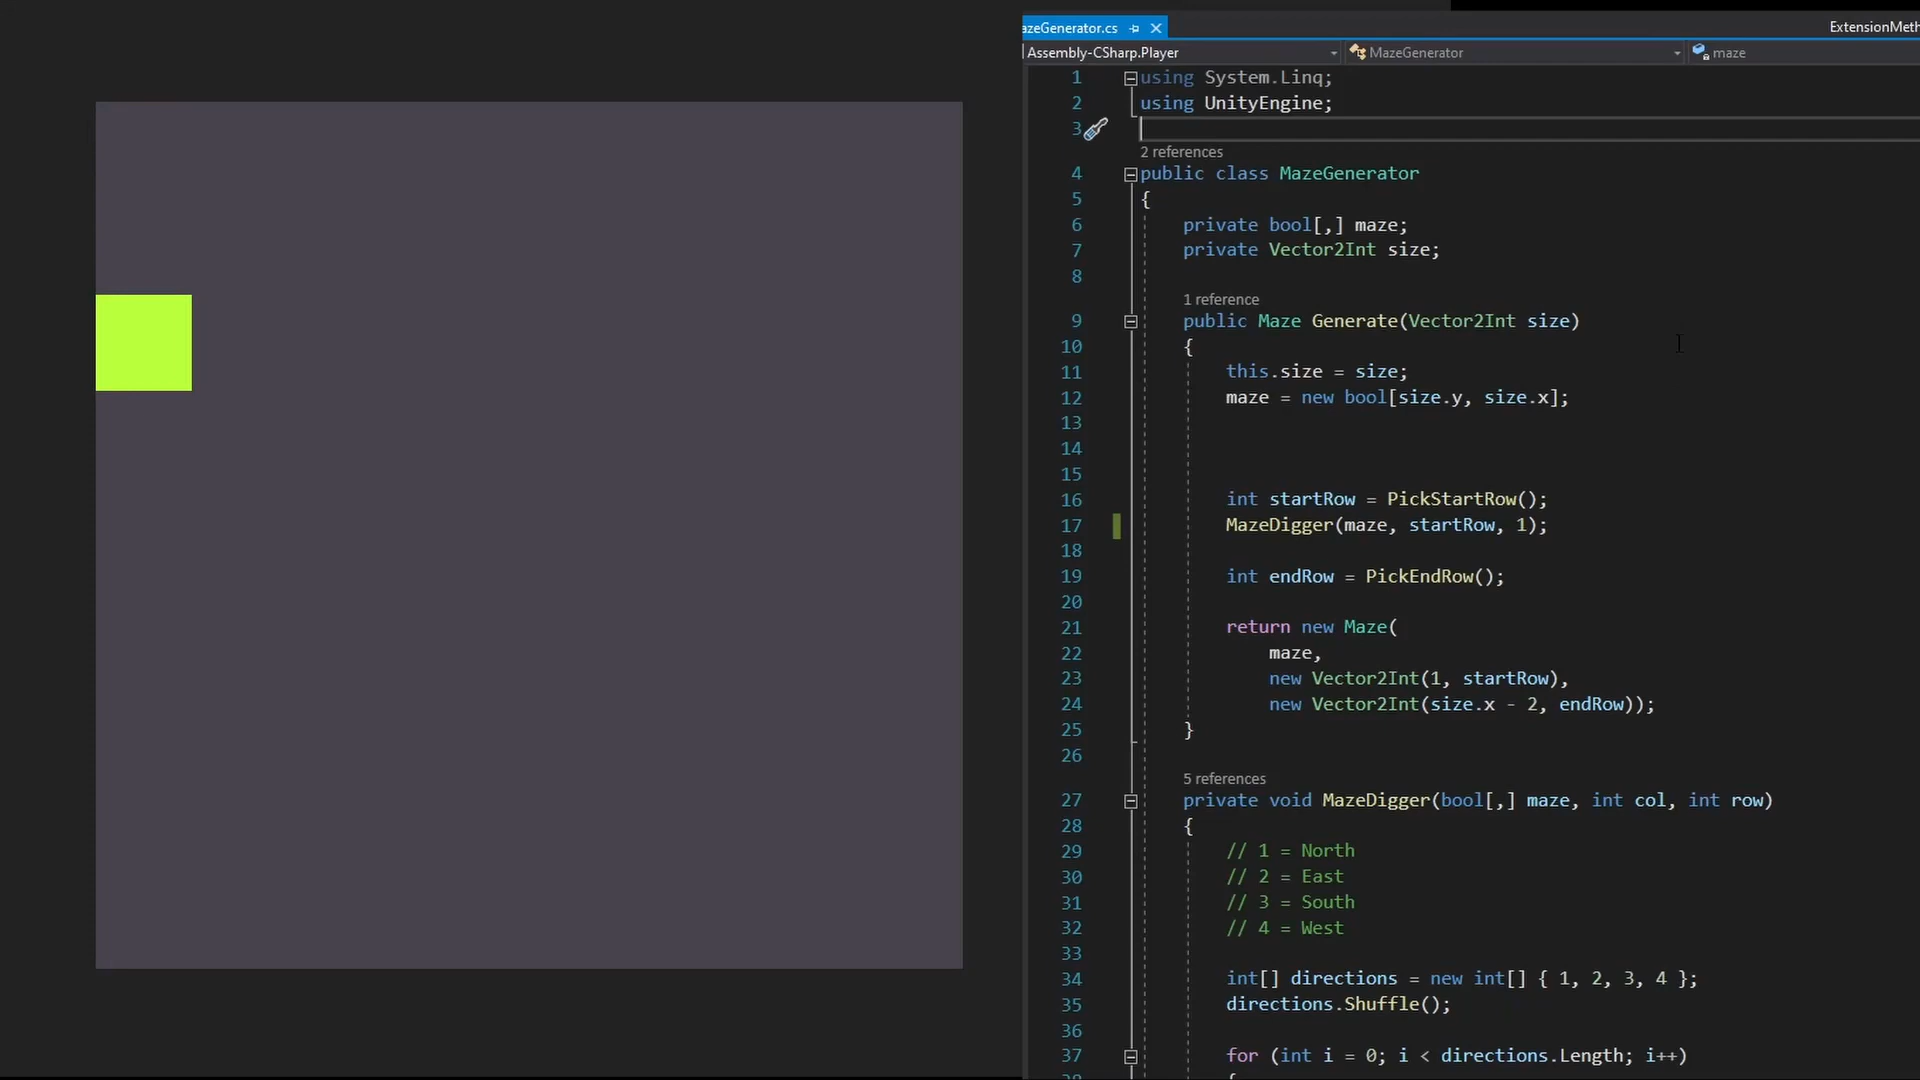 azeGenerator.cs
ExtensionMeth
Assembly-CSharp.Player
MazeGenerator
maze
1 using System.Linq;
2 using UnityEngine;
3
2 references
4 public class MazeGenerator
5 {
6 private bool[,] maze;
7 private Vector2Int size;
8
1 reference
9 public Maze Generate(Vector2Int size)
10 {
11 this.size = size;
12 maze = new bool[size.y, size.x];
13
14
15
16 int startRow = PickStartRow();
17 MazeDigger(maze, startRow, 1);
18
19 int endRow = PickEndRow();
20
21 return new Maze(
22 maze,
23 new Vector2Int(1, startRow),
24 new Vector2Int(size.x - 2, endRow));
25 }
26
5 references
27 private void MazeDigger(bool[,] maze, int col, int row)
28 {
29 // 1 = North
30 // 2 = East
31 // 3 = South
32 // 4 = West
33
34 int[] directions = new int[] { 1, 2, 3, 4 };
35 directions.Shuffle();
36
37 for (int i = 0; i < directions.Length; i++)